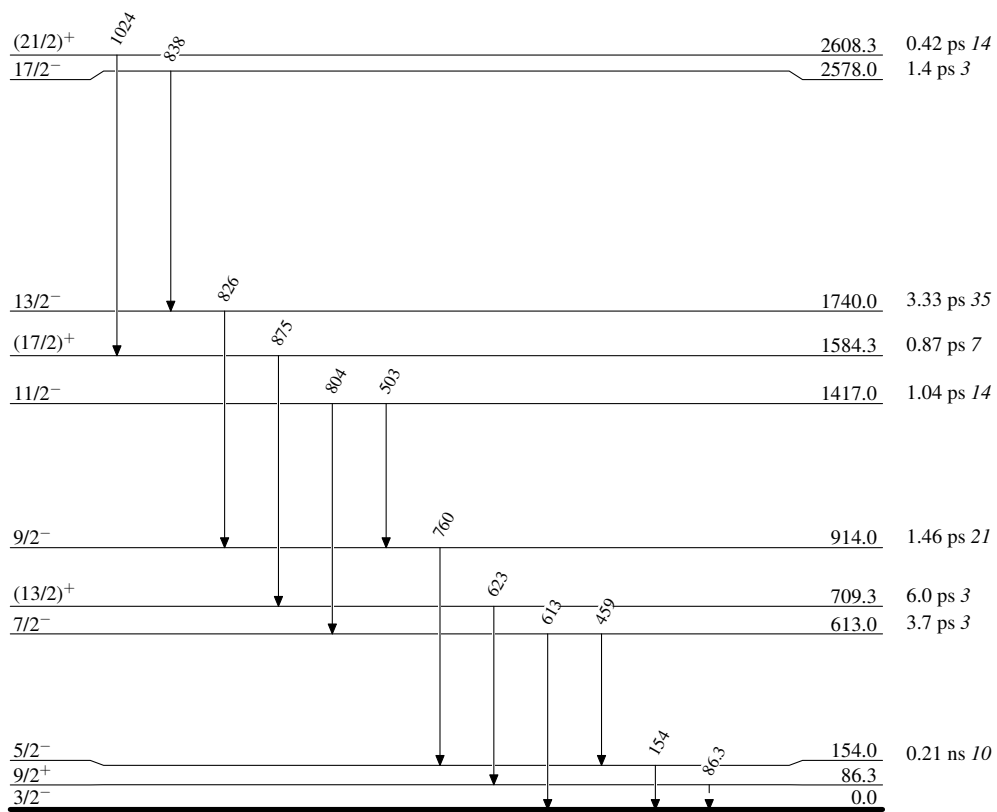 1024
(21/2)+ 2608.3 0.42 ps 14
838
17/2− 2578.0 1.4 ps 3
826
13/2− 1740.0 3.33 ps 35
875
(17/2)+ 1584.3 0.87 ps 7
804 503
11/2− 1417.0 1.04 ps 14
760
9/2− 914.0 1.46 ps 21
623
(13/2)+ 709.3 6.0 ps 3
613 459
7/2− 613.0 3.7 ps 3
154
5/2− 154.0 0.21 ns 10
86.3
9/2+ 86.3
3/2− 0.0